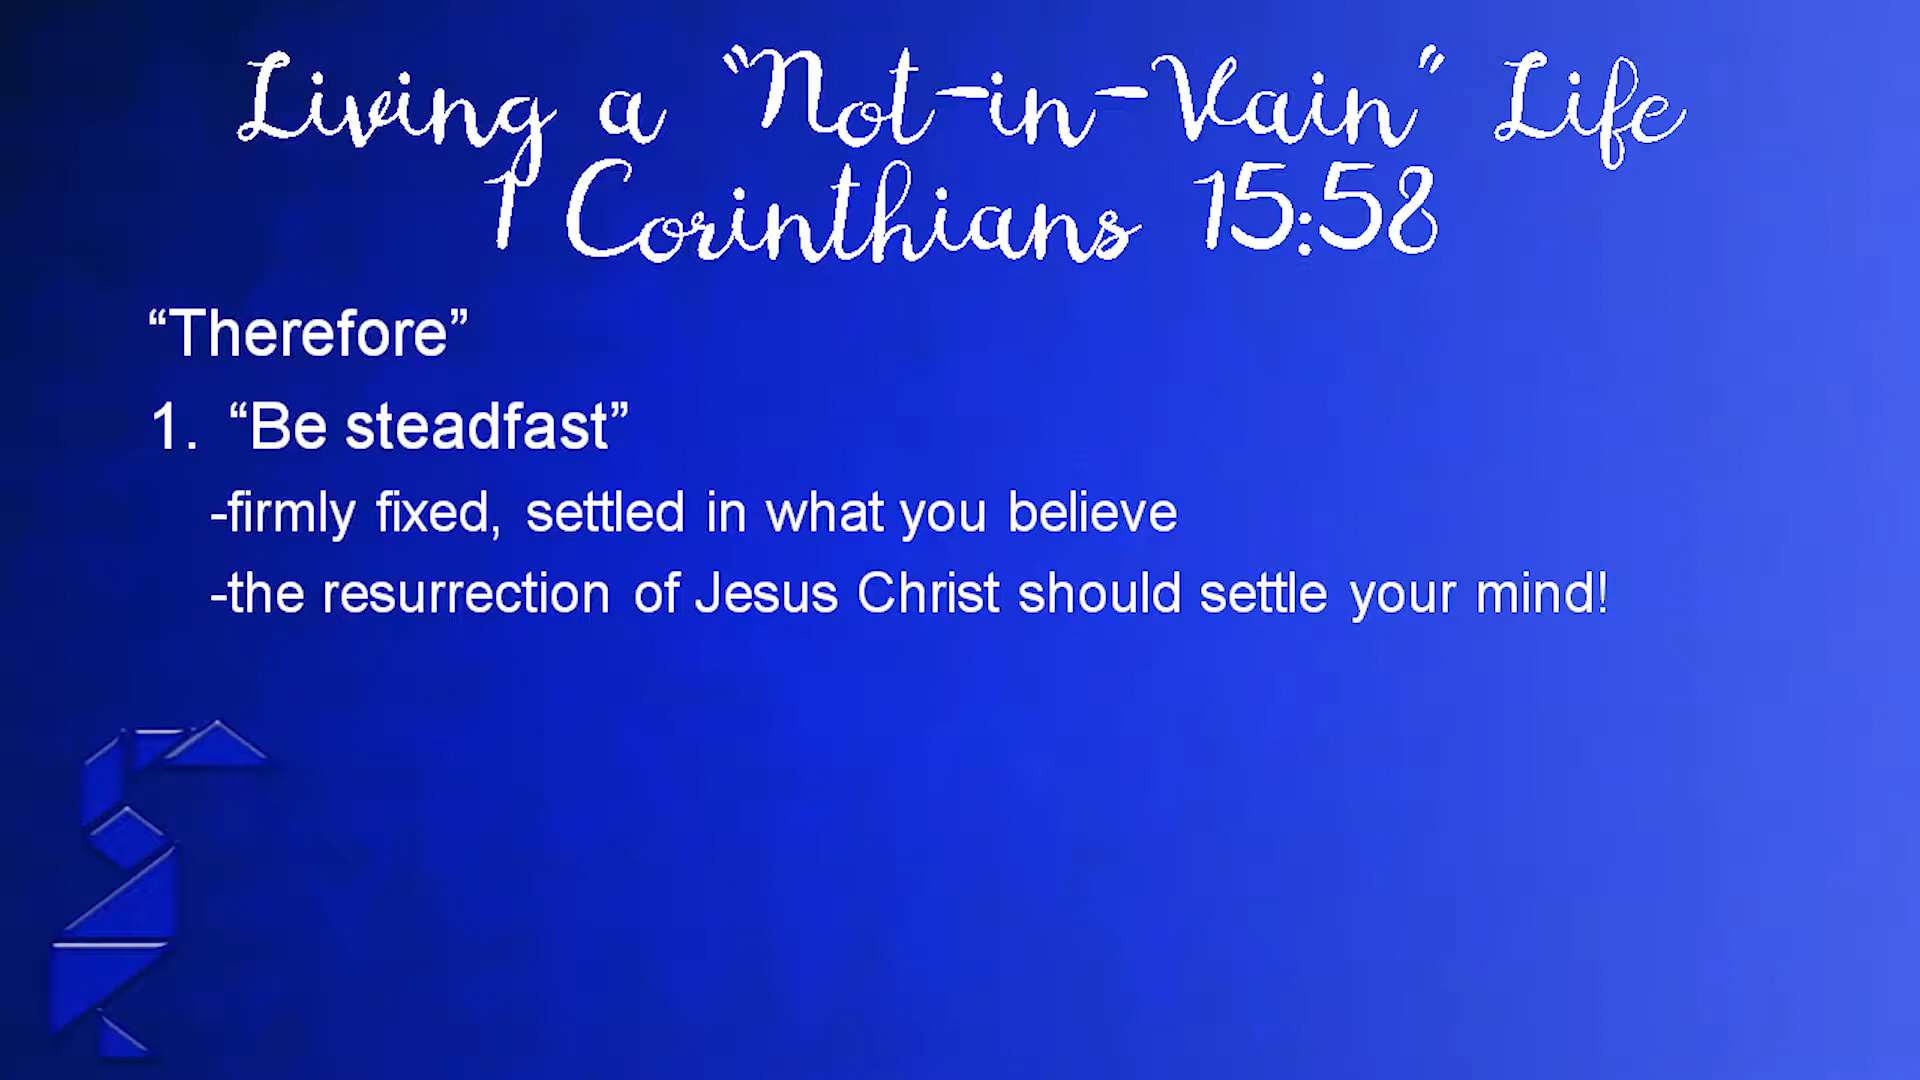 Living a "Not-in-Vain" Life
1 Corinthians 15:58
“Therefore”
1. “Be steadfast”
-firmly fixed, settled in what you believe
-the resurrection of Jesus Christ should settle your mind!